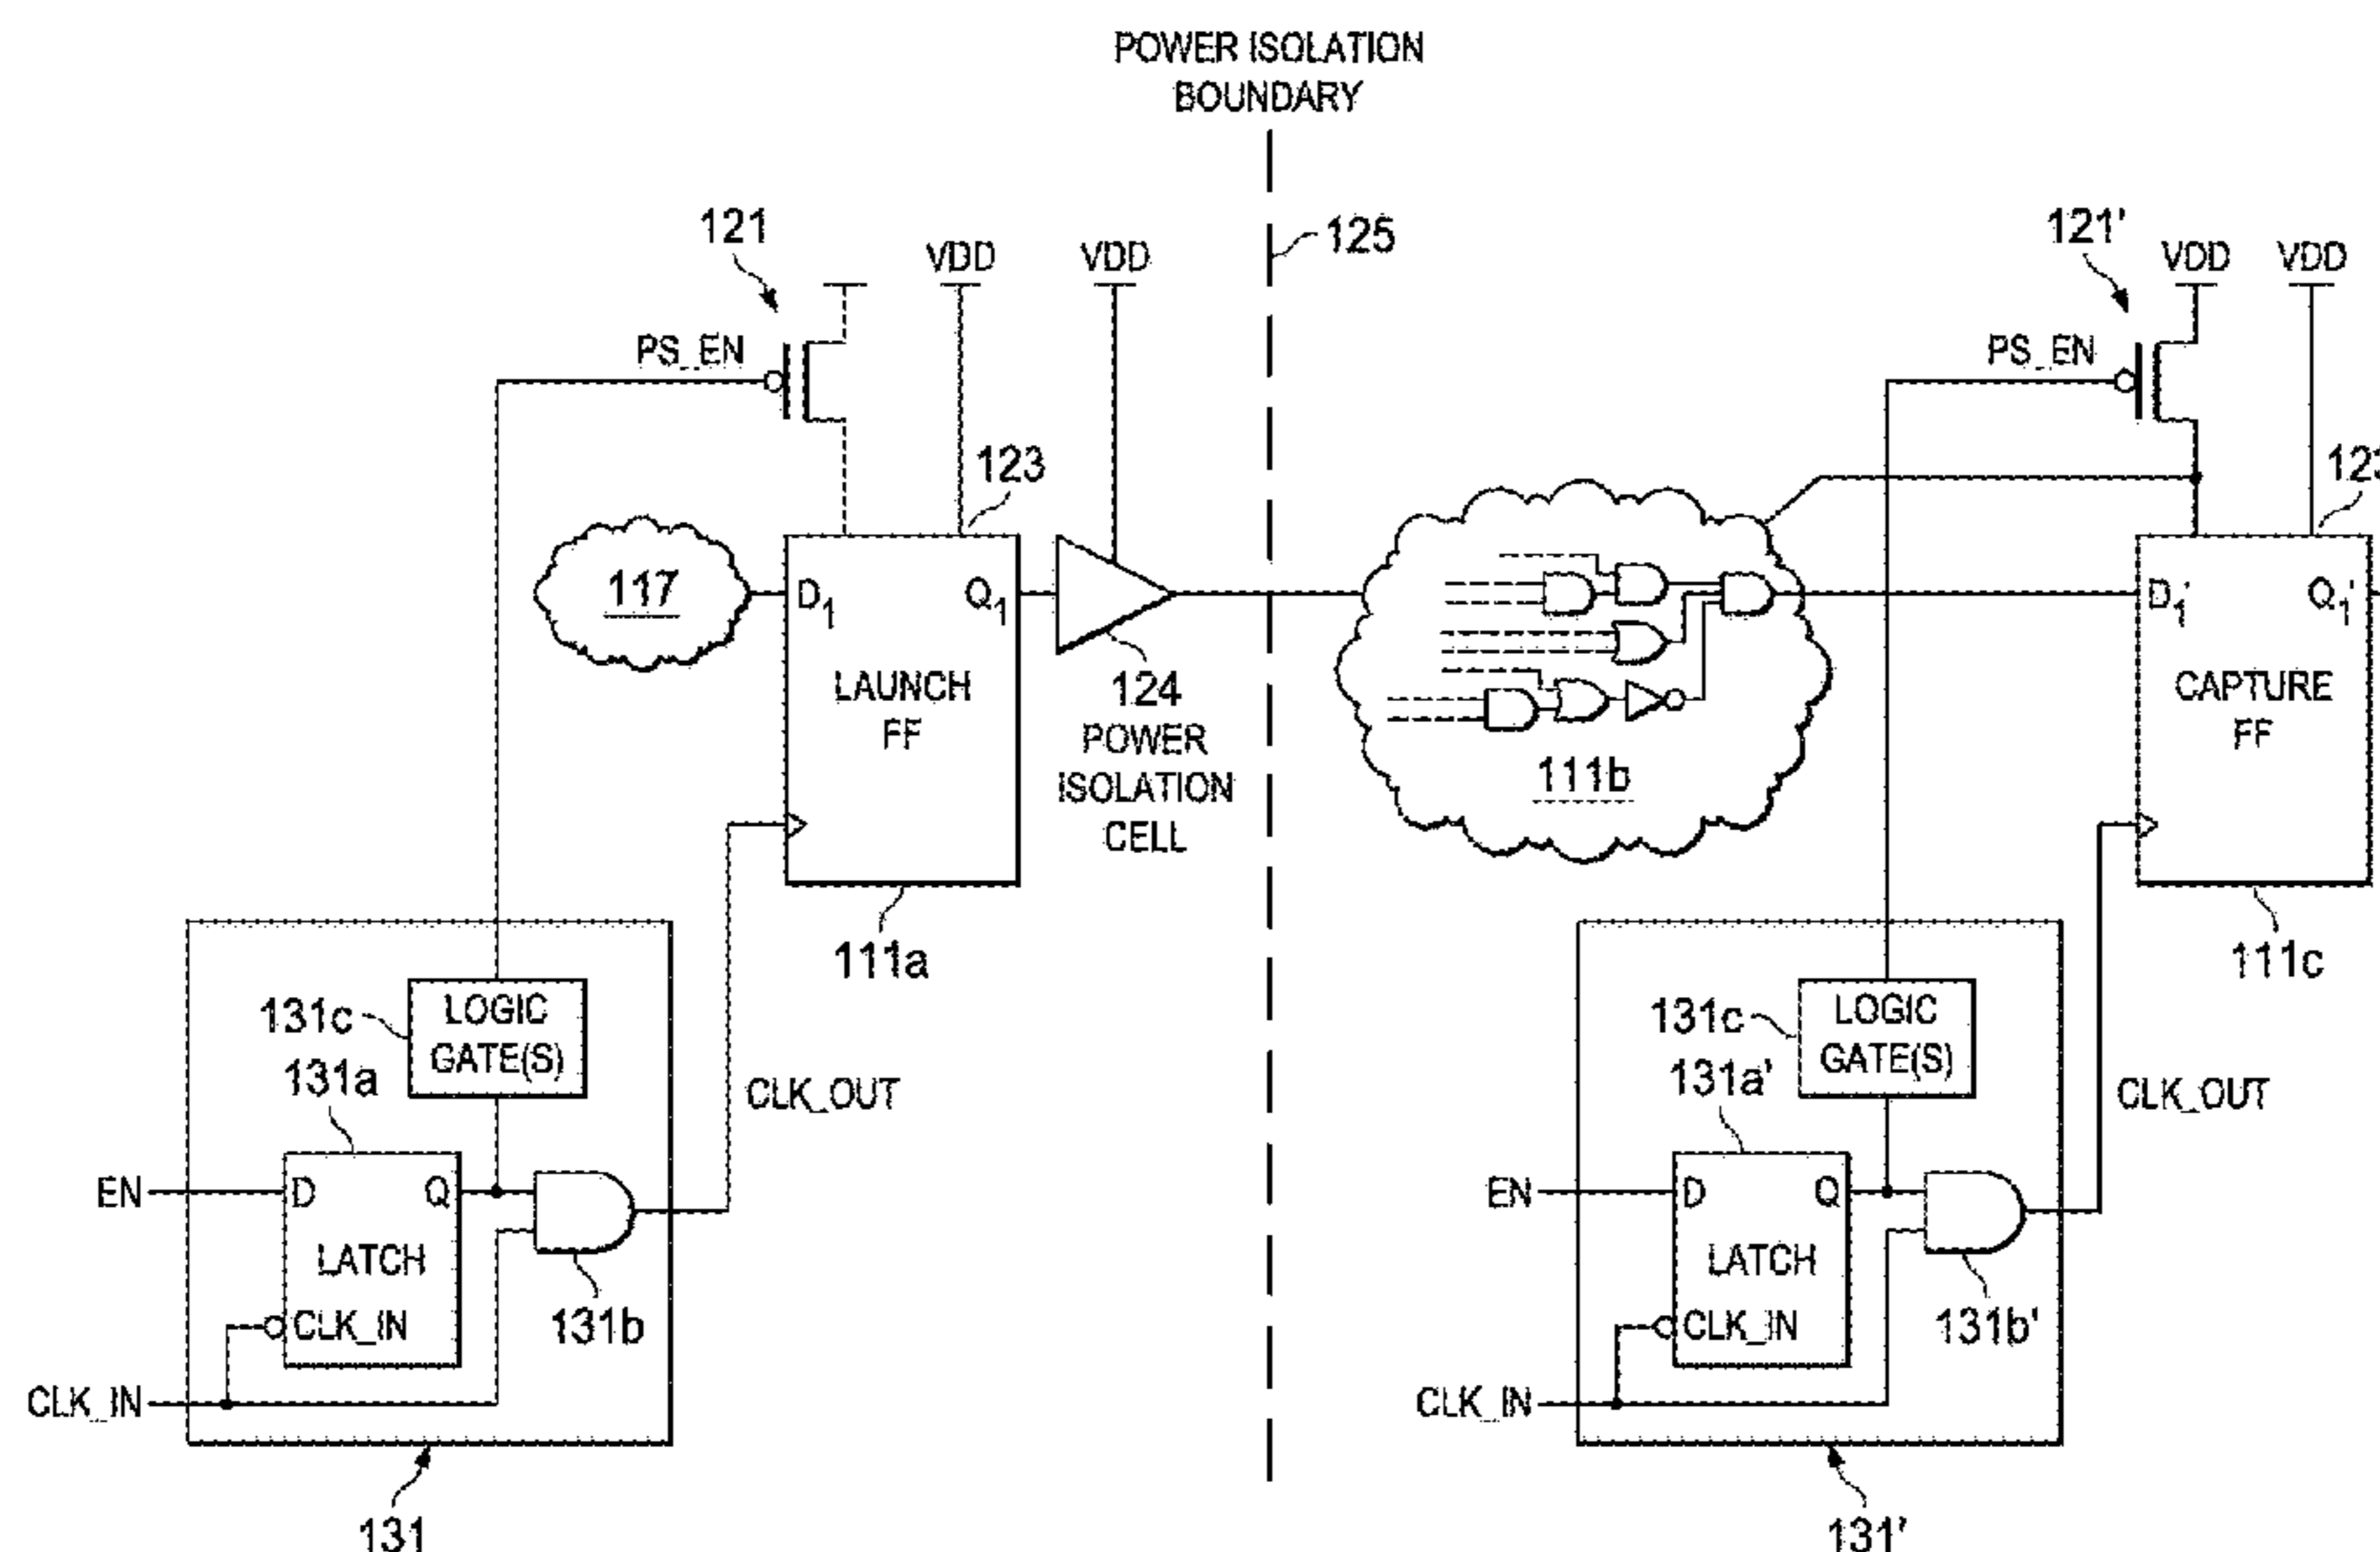 POWER ISOLATION
BOUNDARY
121
VDD
VDD
125
121'
VDD
VDD
PS_EN
PS_EN
123
117
D1
Q1
LAUNCH
FF
124
POWER
ISOLATION
CELL
111b
D1'
Q1'
CAPTURE
FF
111a
111c
131c
LOGIC
GATE(S)
131a
CLK_OUT
EN
D
Q
LATCH
CLK_IN
131b
CLK_IN
131
131c
LOGIC
GATE(S)
131a'
CLK_OUT
EN
D
Q
LATCH
CLK_IN
131b'
CLK_IN
131'